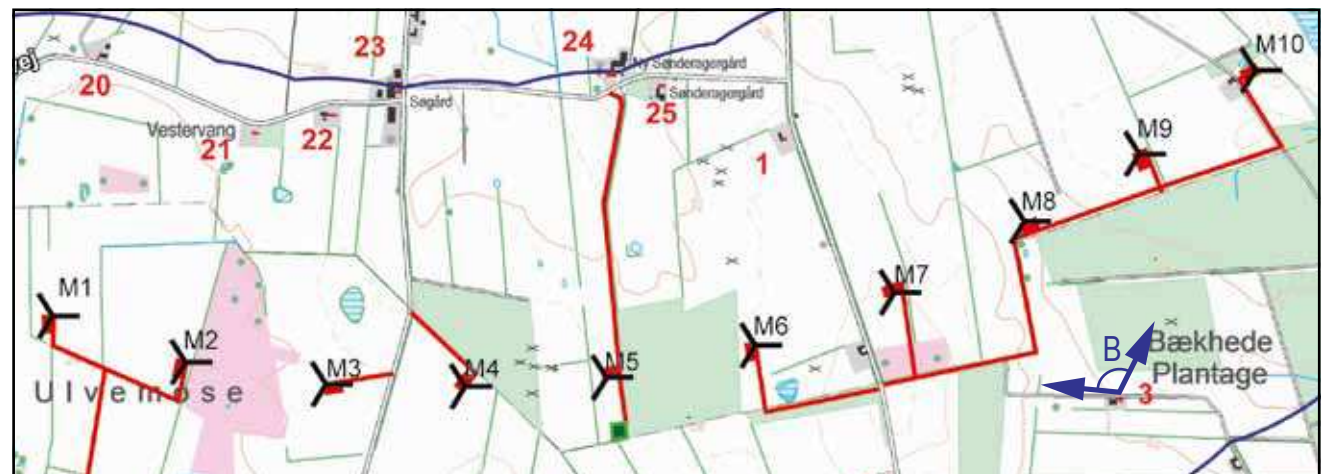 23
24
M10
Ny Sønderagergård
20
Sønderagergård
Søgård
25
22
Vestervang
21
M9
1
M8
M1
M7
M2
M6
M3
M4
M5
B
Bækhede
Plantage
Ulvemose
3